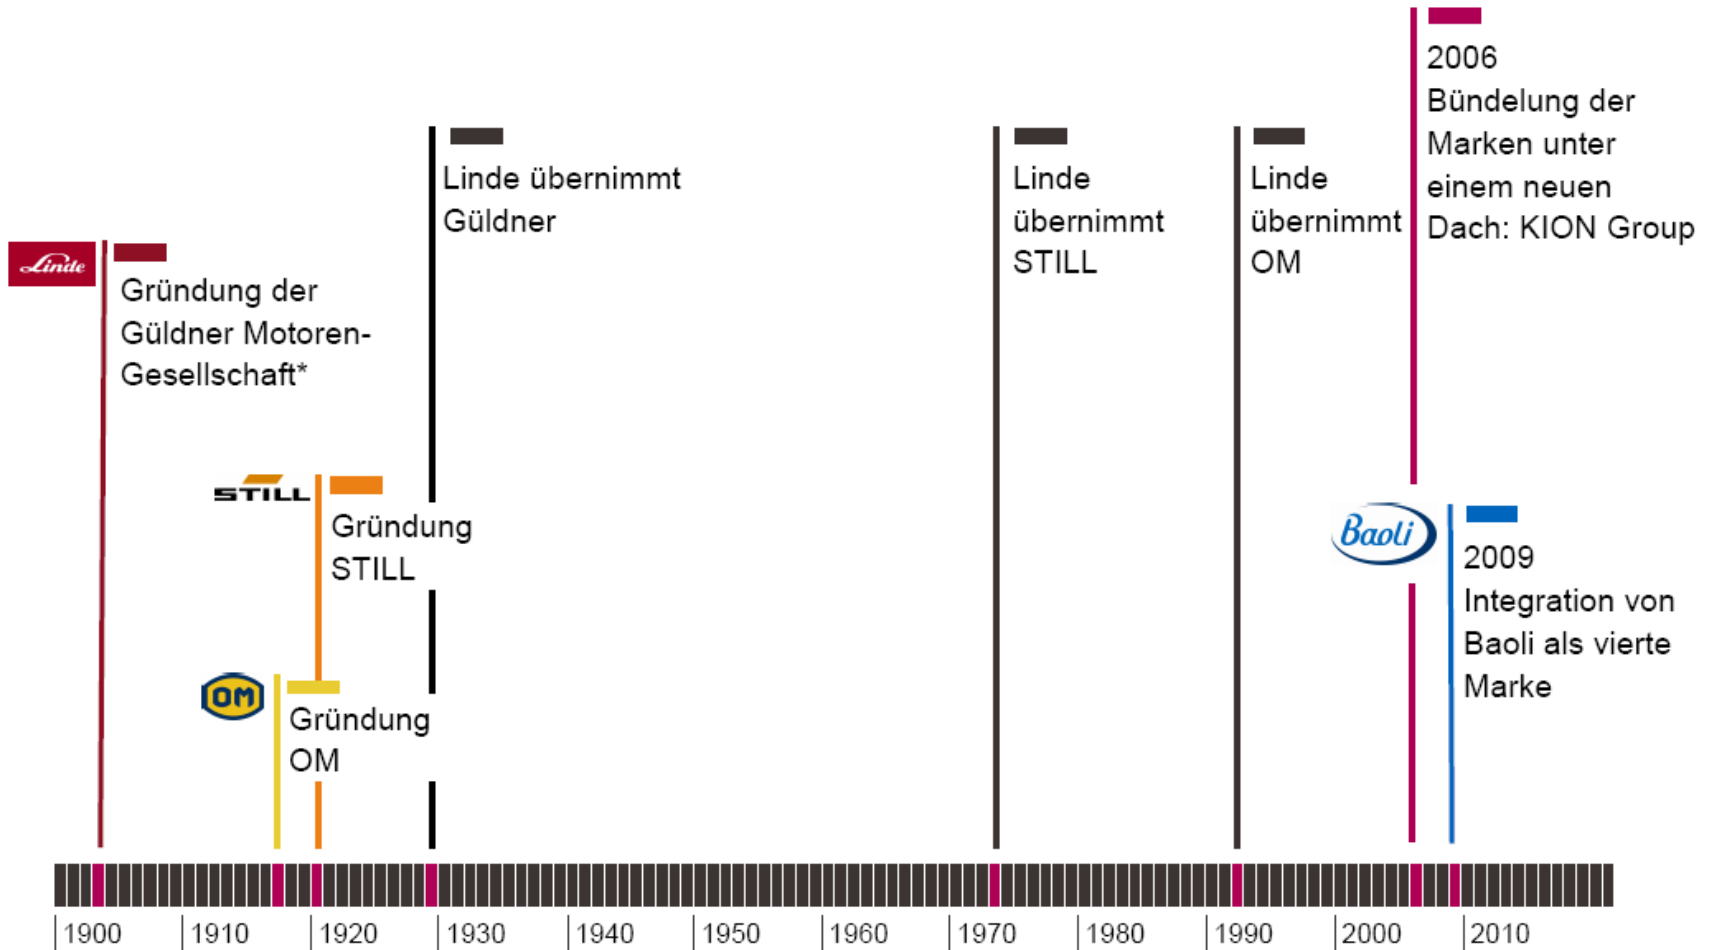 2006
Bündelung der
Marken unter
einem neuen
Dach: KION Group
Linde übernimmt
Güldner
Linde
übernimmt
STILL
Linde
übernimmt
OM
Linde
Gründung der
Güldner Motoren-
Gesellschaft*
STILL
Gründung
STILL
Baoli
2009
Integration von
Baoli als vierte
Marke
OM
Gründung
OM
1900 1910 1920 1930 1940 1950 1960 1970 1980 1990 2000 2010